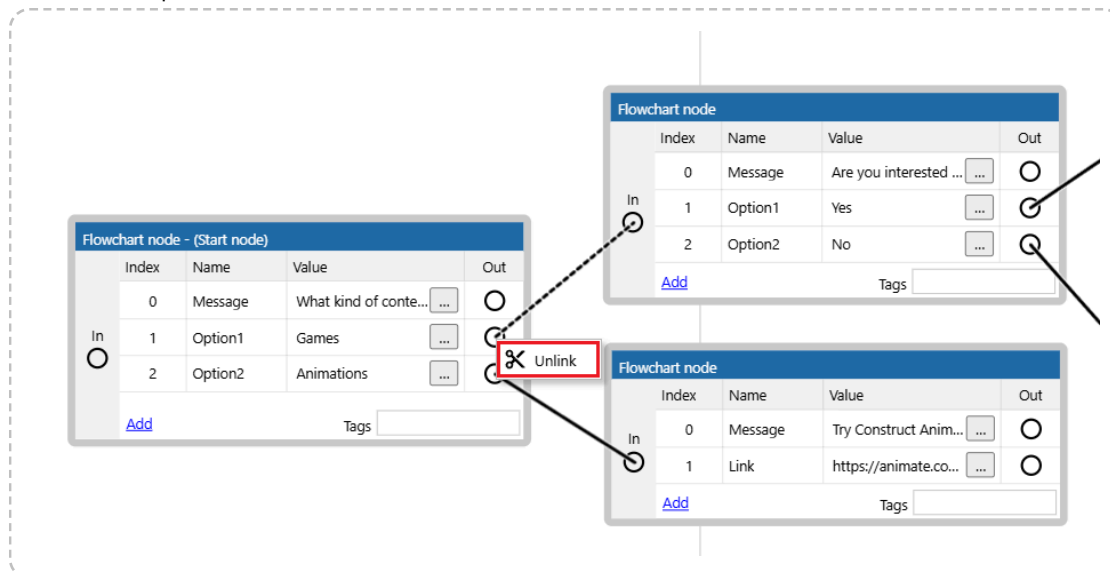 Flowchart node
Index Name Value Out
0 Message Are you interested ... ...
In
1 Option1 Yes ...
2 Option2 No ...
Add Tags
Flowchart node - (Start node)
Index Name Value Out
0 Message What kind of conte... ...
In
1 Option1 Games ...
2 Option2 Animations ...
Add Tags
Unlink
Flowchart node
Index Name Value Out
0 Message Try Construct Anim... ...
In
1 Link https://animate.co... ...
Add Tags